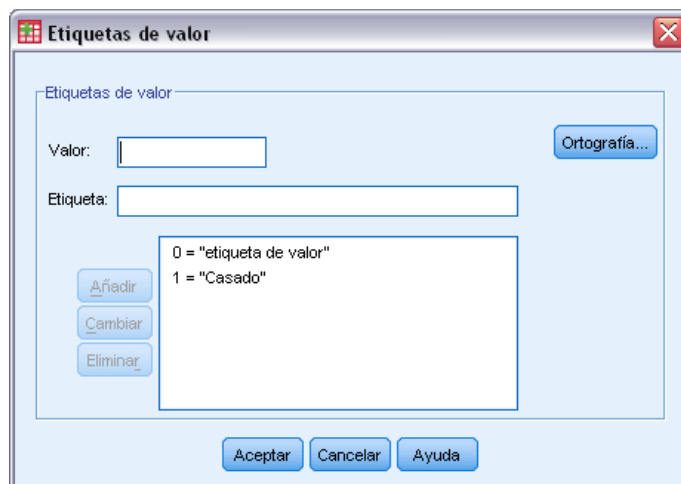 Etiquetas de valor
Etiquetas de valor
Valor:
Ortografía...
Etiqueta:
0 = "etiqueta de valor"
1 = "Casado"
Añadir
Cambiar
Eliminar
Aceptar Cancelar Ayuda